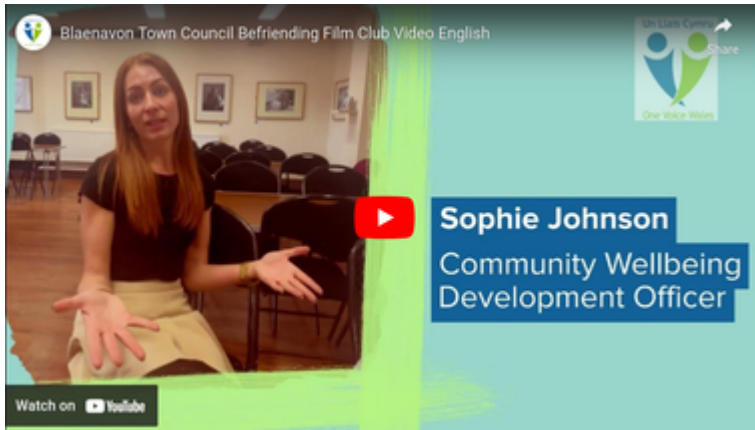 Blaenavon Town Council Befriending Film Club Video English
Un Llais Cymru
Share
One Voice Wales
Sophie Johnson
Community Wellbeing
Development Officer
Watch on YouTube